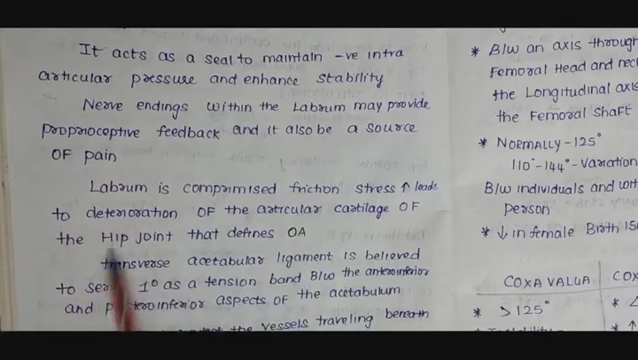 It acts as a seal to maintain -ve intra
articular pressure and enhance stability
Nerve endings within the Labrum may provide
proprioceptive feedback and it also be a source
OF pain
Labrum is comprimised friction stress ↑ leads
to deterioration OF the articular cartilage OF
the Hip joint that defines OA
transverse acetabular ligament is believed
to 1° as a tension band B/w the anteroinferior
and aspects OF the acetabulum
the vessels traveling beneath
* B/w an axis through
Femoral Head and
the Longitudinal axis
the Femoral shaft
* NORMALLY - 125°
110° - 144° - variation
B/w individuals and
person
* ↓ in female Birth
COXA VALGA
* > 125°